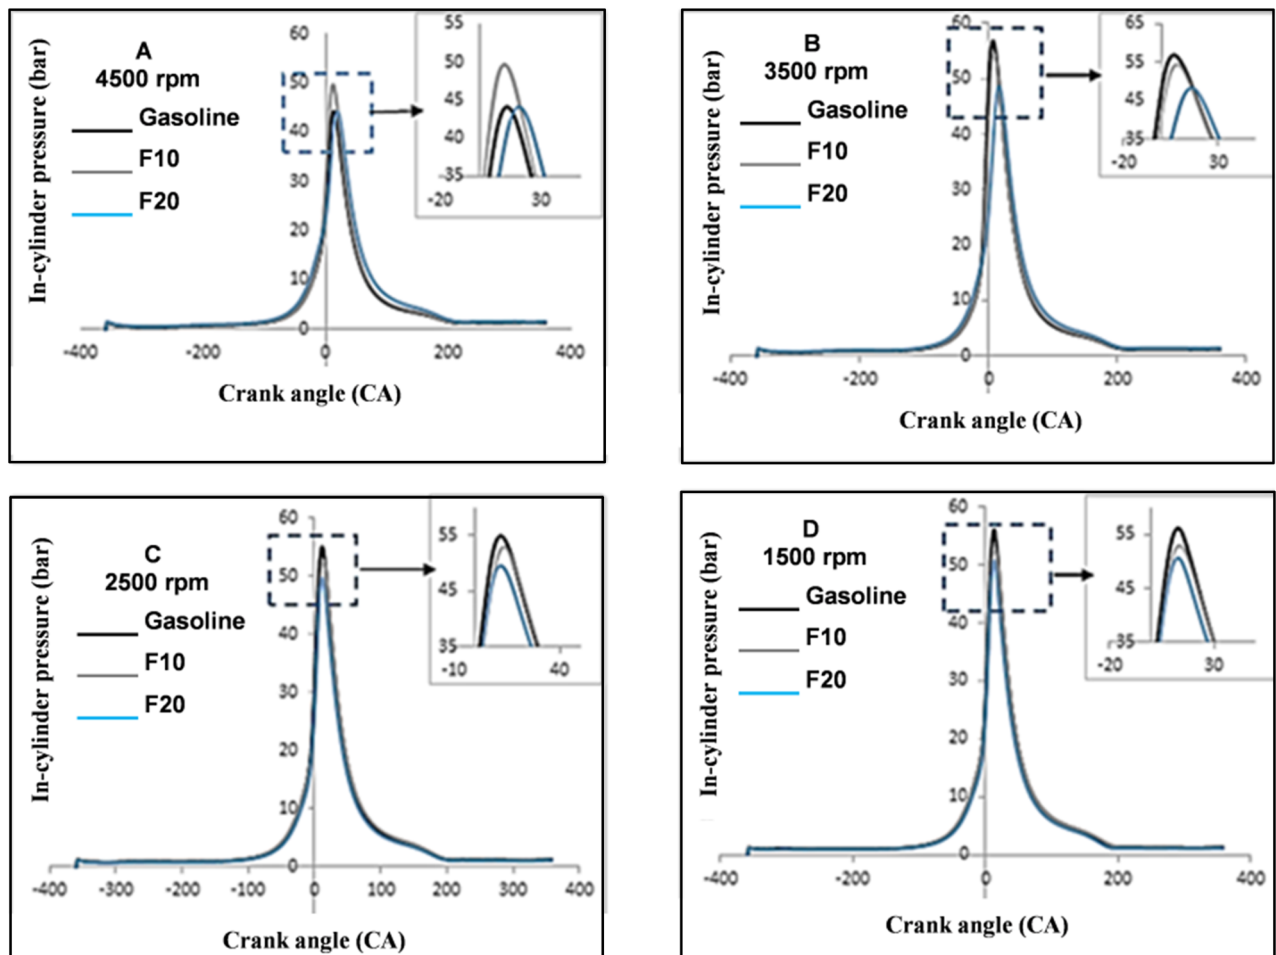 In-cylinder pressure (bar)
A
4500 rpm
Gasoline
F10
F20
60
50
40
30
20
10
0
-400
-200
0
200
400
Crank angle (CA)
55
50
45
40
-35
-20
30
In-cylinder pressure (bar)
B
3500 rpm
Gasoline
F10
F20
60
50
40
30
20
10
0
-400
-200
0
200
400
Crank angle (CA)
65
55
45
35
-20
30
In-cylinder pressure (bar)
C
2500 rpm
Gasoline
F10
F20
60
50
40
30
20
10
0
-400
-300
-200
-100
0
100
200
300
400
Crank angle (CA)
55
45
35
-10
40
In-cylinder pressure (bar)
D
1500 rpm
Gasoline
F10
F20
60
50
40
30
20
10
0
-400
-200
0
200
400
Crank angle (CA)
55
45
35
-20
30